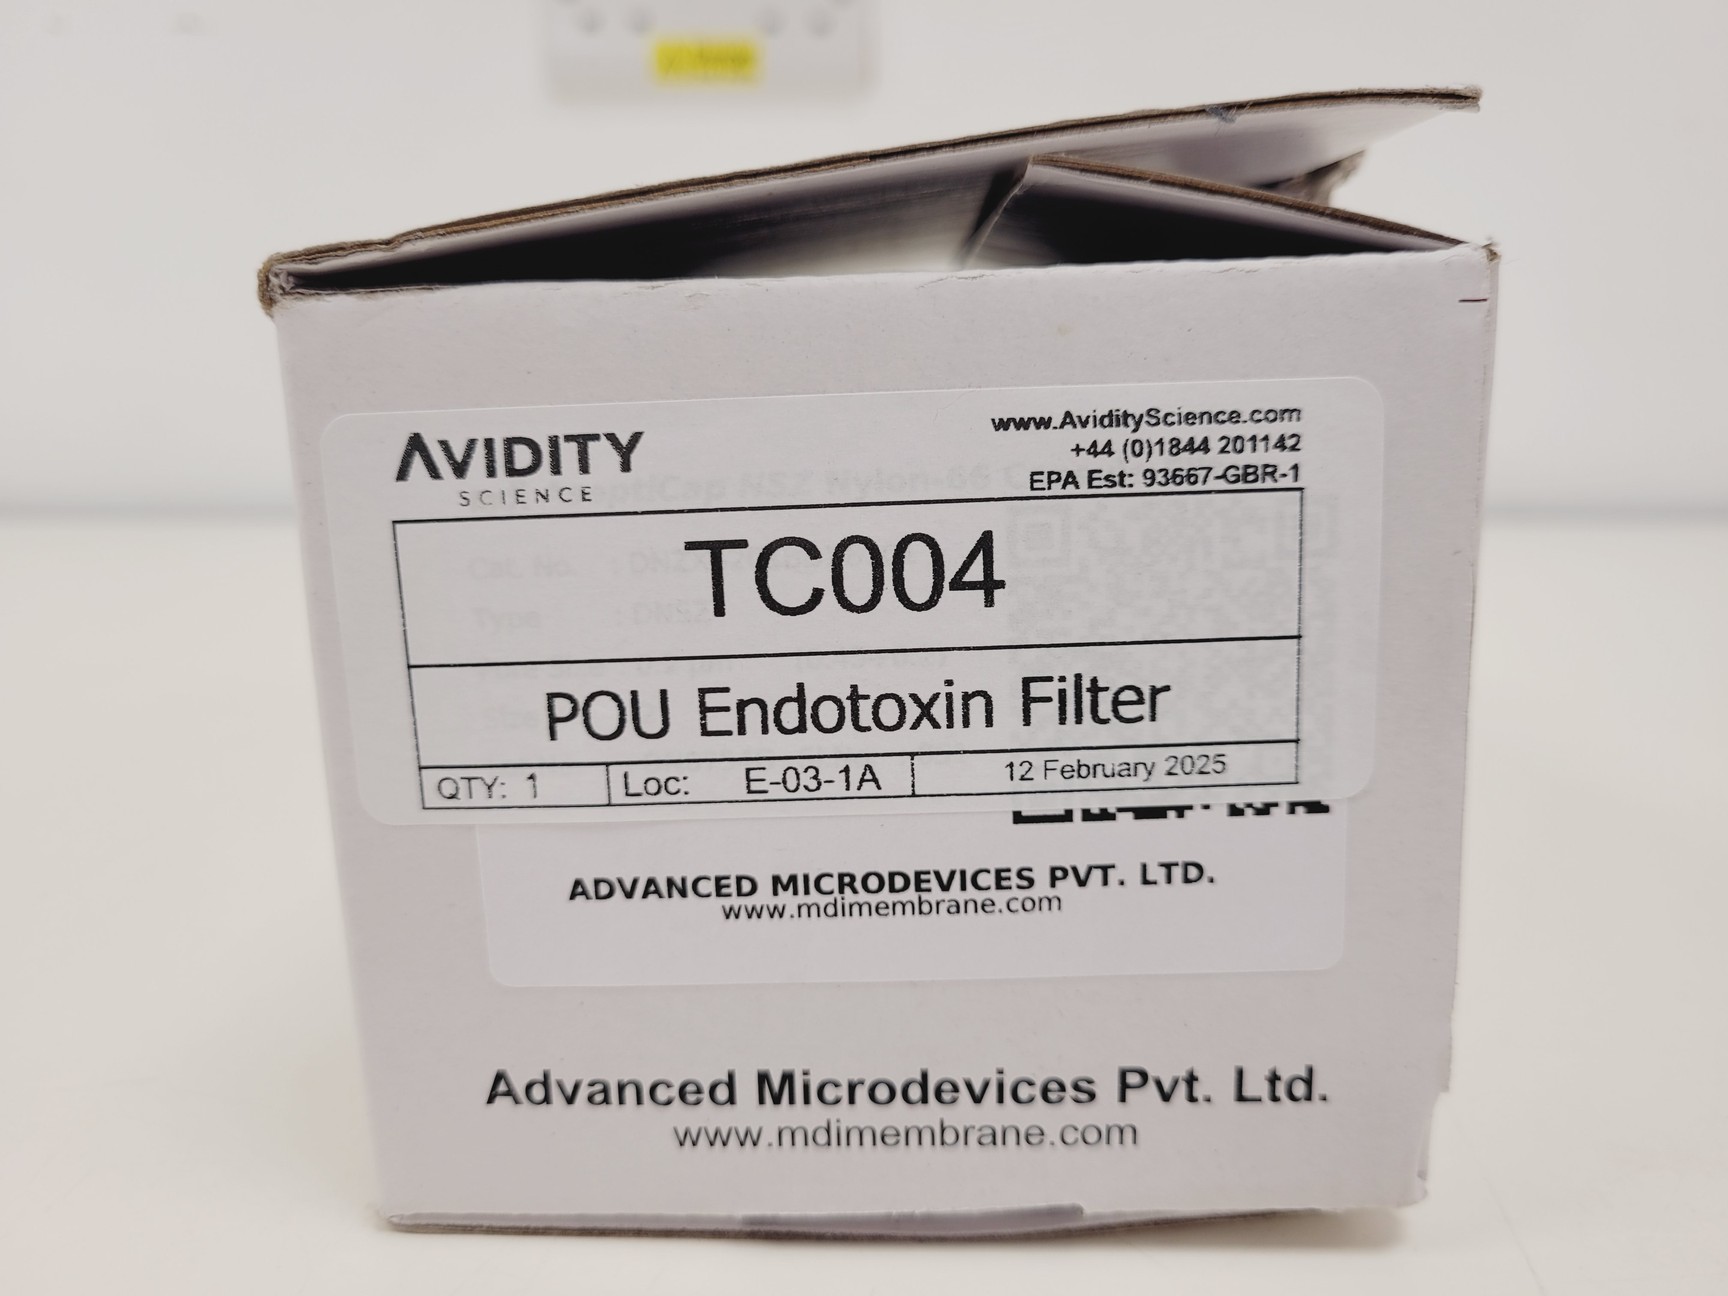 AVIDITY
SCIENCE
www.AvidityScience.com
+44 (0)1844 201142
EPA Est: 93667-GBR-1
TC004
POU Endotoxin Filter
QTY: 1
Loc: E-03-1A
12 February 2025
ADVANCED MICRODEVICES PVT. LTD.
www.mdimembrane.com
Advanced Microdevices Pvt. Ltd.
www.mdimembrane.com